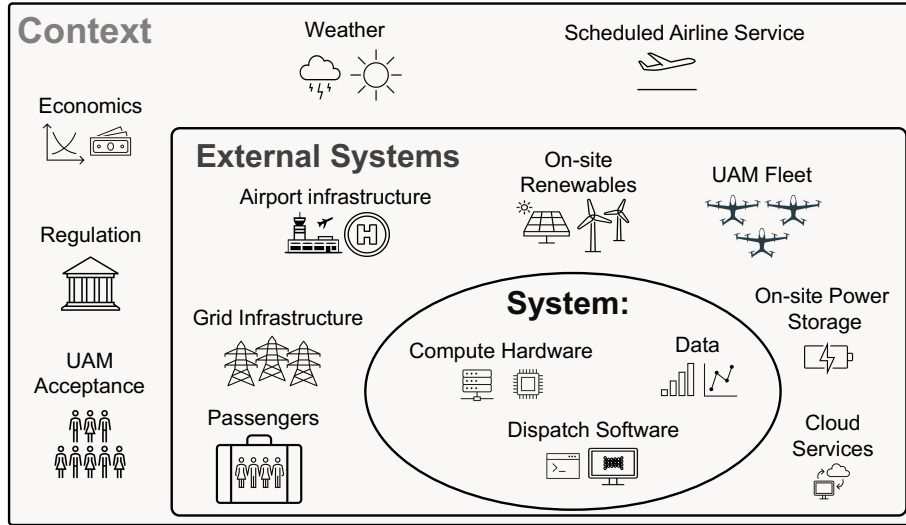 Context
Weather
Scheduled Airline Service
Economics
External Systems
Airport infrastructure
H
On-site
Renewables
UAM Fleet
Regulation
System:
On-site Power
Storage
Grid Infrastructure
Compute Hardware
Data
UAM
Acceptance
Passengers
Dispatch Software
>_
Cloud
Services